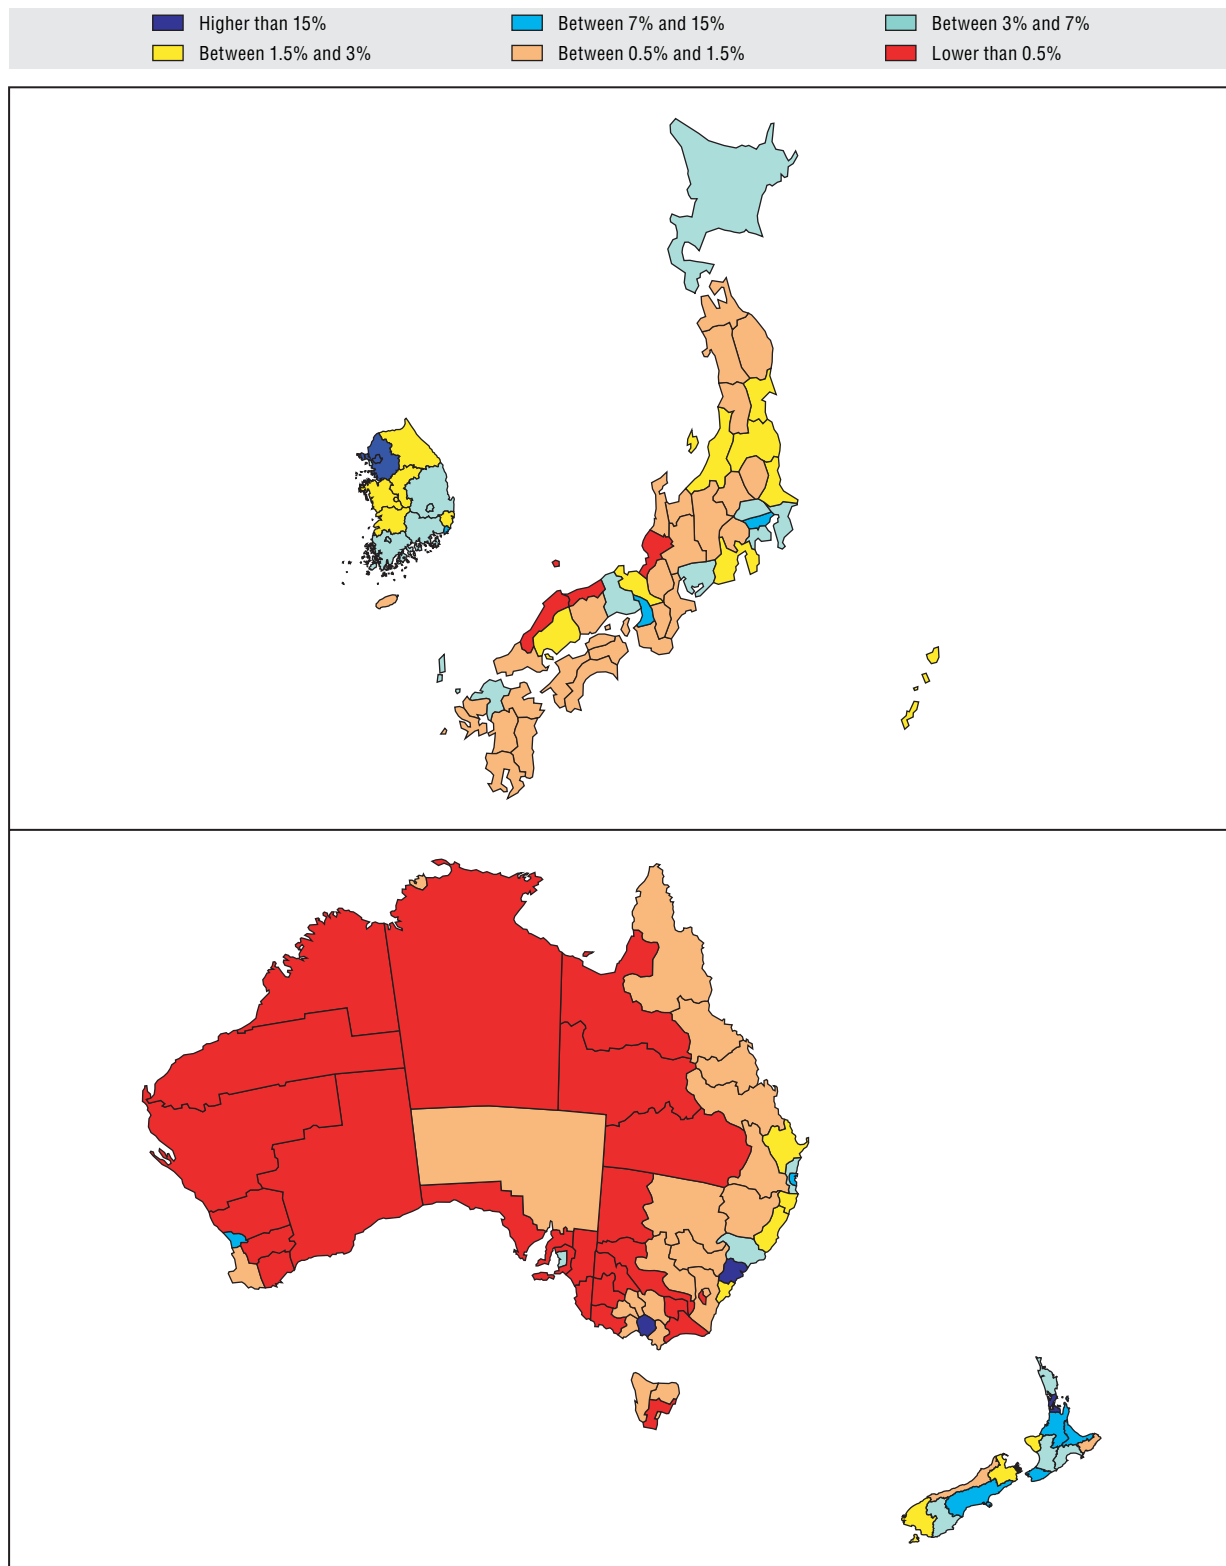 Higher than 15% Between 7% and 15% Between 3% and 7%
Between 1.5% and 3% Between 0.5% and 1.5% Lower than 0.5%